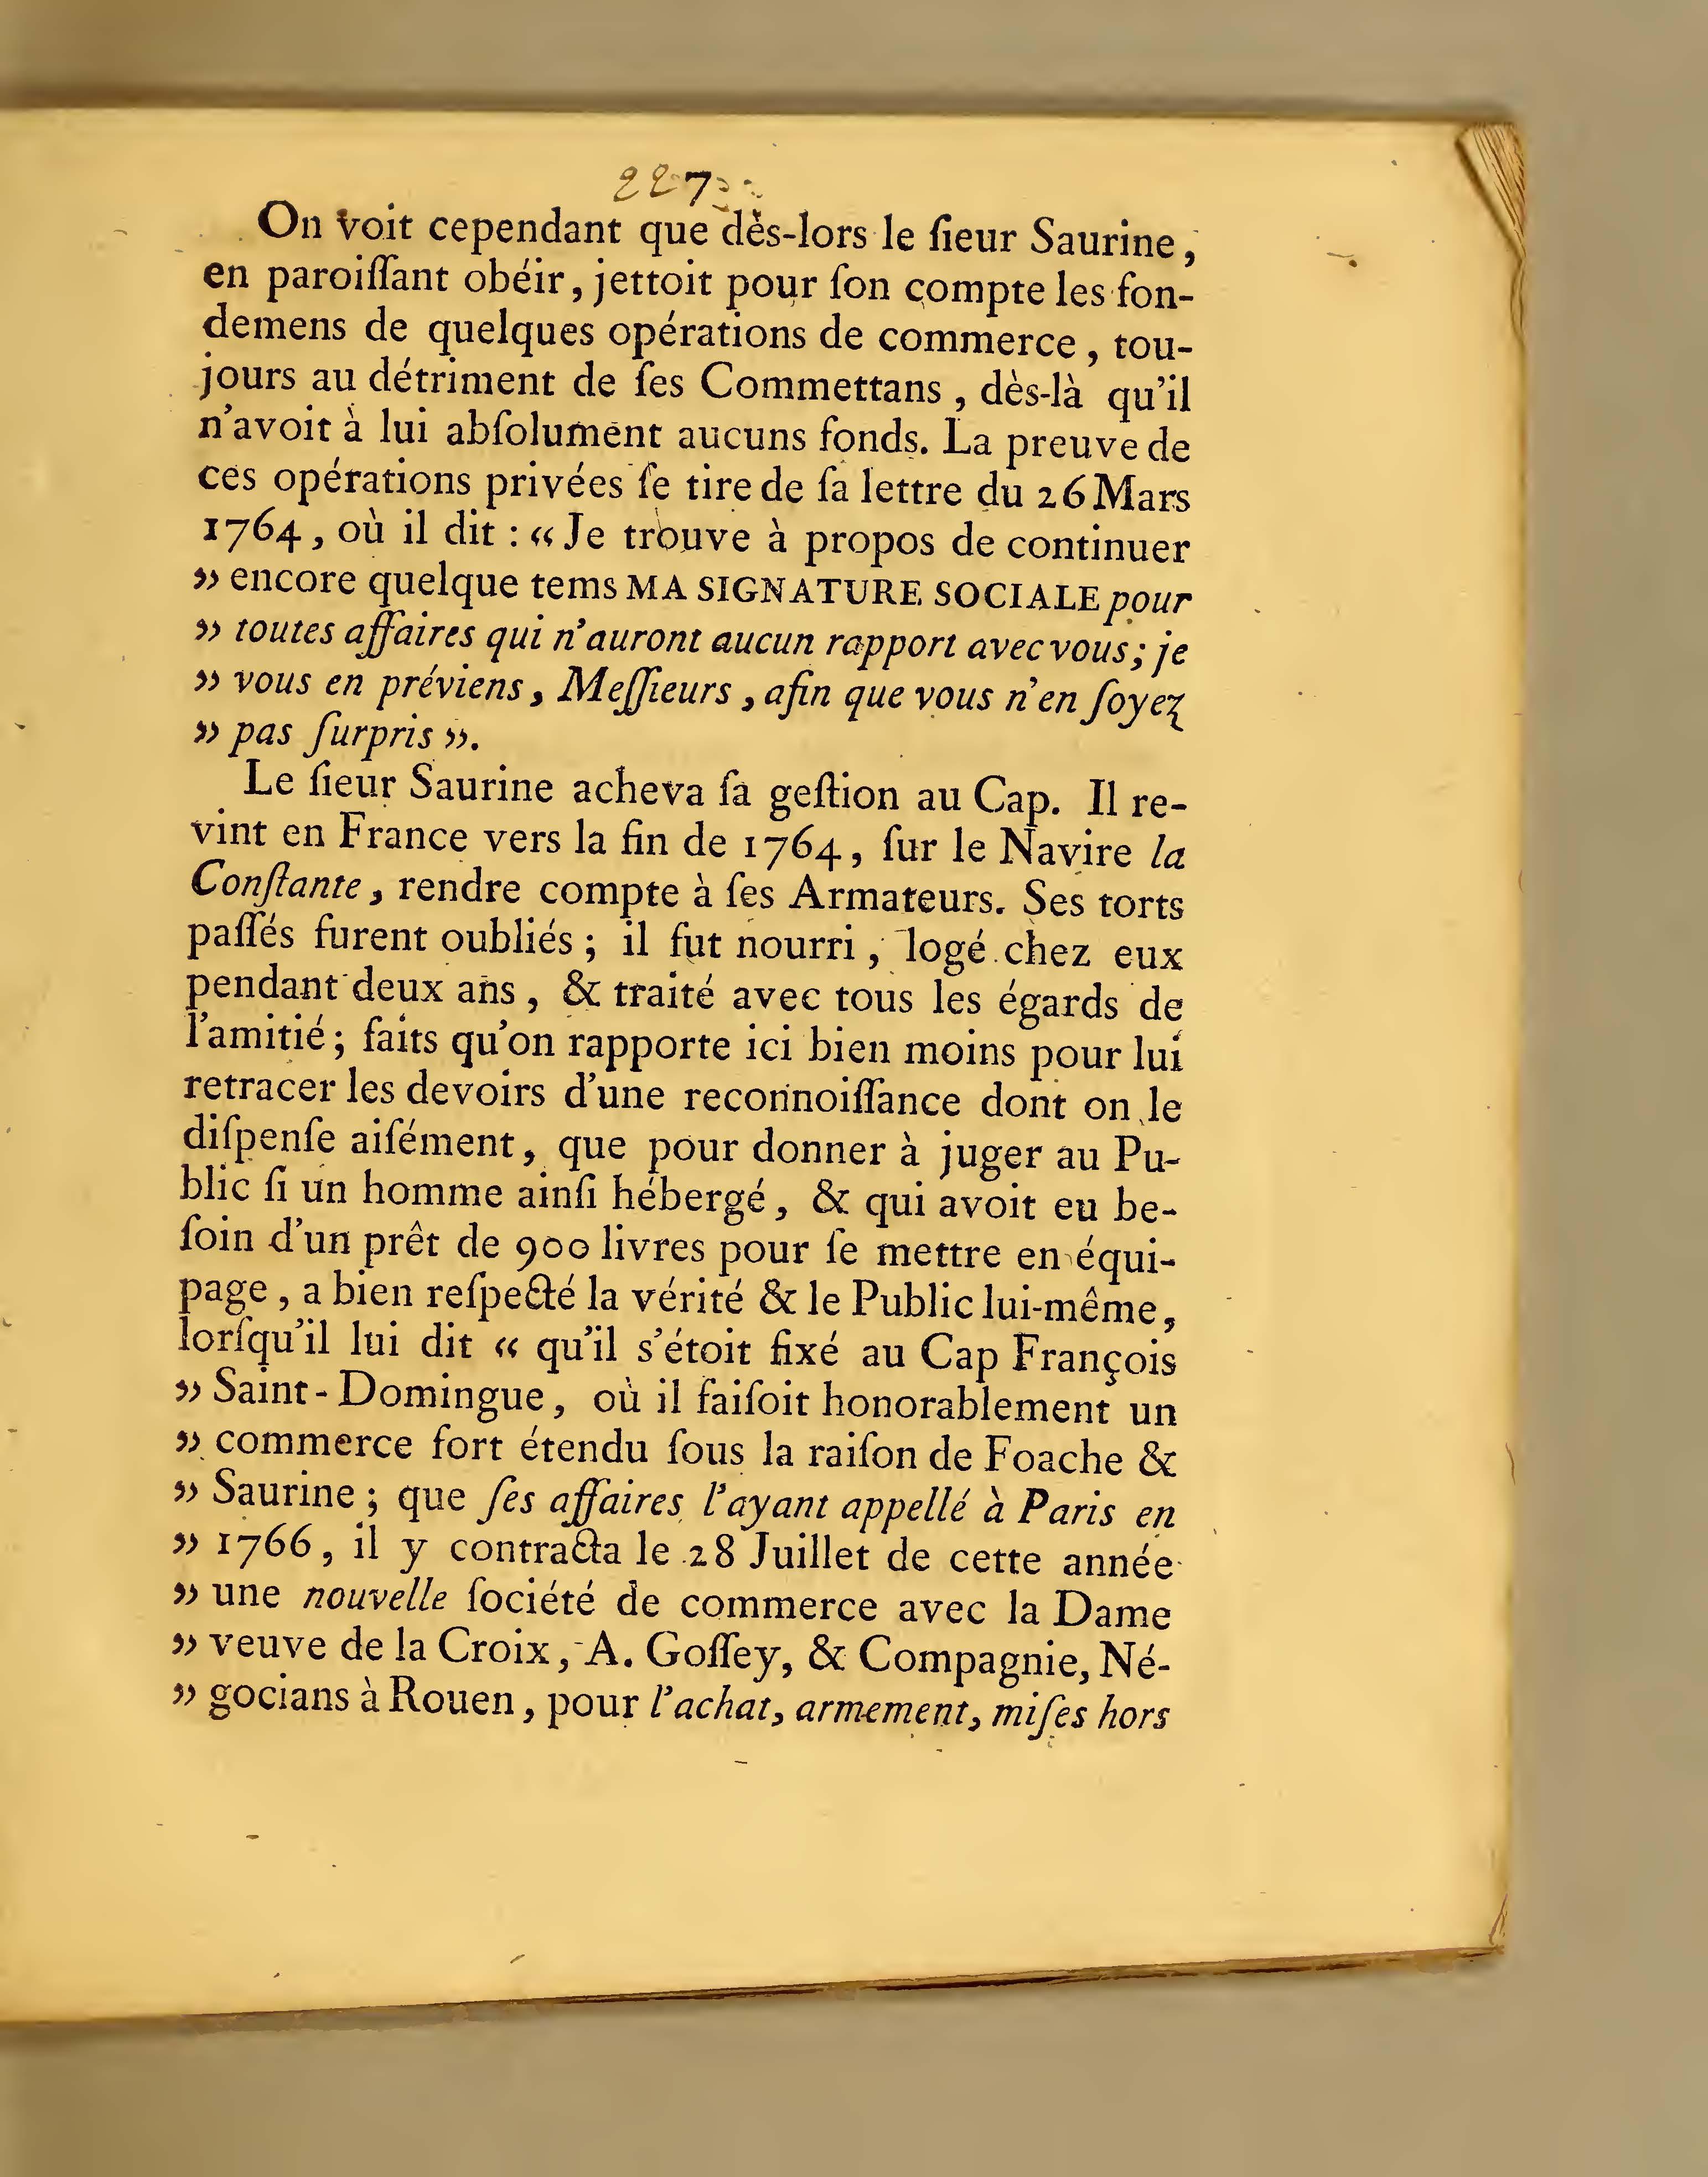 227
On voit cependant que dès-lors le ſieur Saurine,
en paroiſſant obéir, jettoit pour ſon compte les fon-
demens de quelques opérations de commerce, tou-
jours au détriment de ſes Commettans, dès-là qu'il
n'avoit à lui abſolument aucuns fonds. La preuve de
ces opérations privées ſe tire de ſa lettre du 26 Mars
1764, où il dit : « Je trouve à propos de continuer
» encore quelque tems MA SIGNATURE SOCIALE pour
» toutes affaires qui n'auront aucun rapport avec vous; je
» vous en préviens, Meſſieurs, afin que vous n'en ſoyez
» pas ſurpris ».
Le ſieur Saurine acheva ſa geſtion au Cap. Il re-
vint en France vers la fin de 1764, ſur le Navire la
Conſtante, rendre compte à ſes Armateurs. Ses torts
paſſés furent oubliés ; il fut nourri, logé chez eux
pendant deux ans, & traité avec tous les égards de
l'amitié; faits qu'on rapporte ici bien moins pour lui
retracer les devoirs d'une reconnoiſſance dont on le
diſpenſe aiſément, que pour donner à juger au Pu-
blic ſi un homme ainſi hébergé, & qui avoit eu be-
ſoin d'un prêt de 900 livres pour ſe mettre en équi-
page, a bien reſpecté la vérité & le Public lui-même,
lorſqu'il lui dit « qu'il s'étoit fixé au Cap François
» Saint-Domingue, où il faiſoit honorablement un
» commerce fort étendu ſous la raiſon de Foache &
» Saurine ; que ſes affaires l'ayant appellé à Paris en
» 1766, il y contracta le 28 Juillet de cette année
» une nouvelle ſociété de commerce avec la Dame
» veuve de la Croix, A. Goſſey, & Compagnie, Né-
» gocians à Rouen, pour l'achat, armement, miſes hors